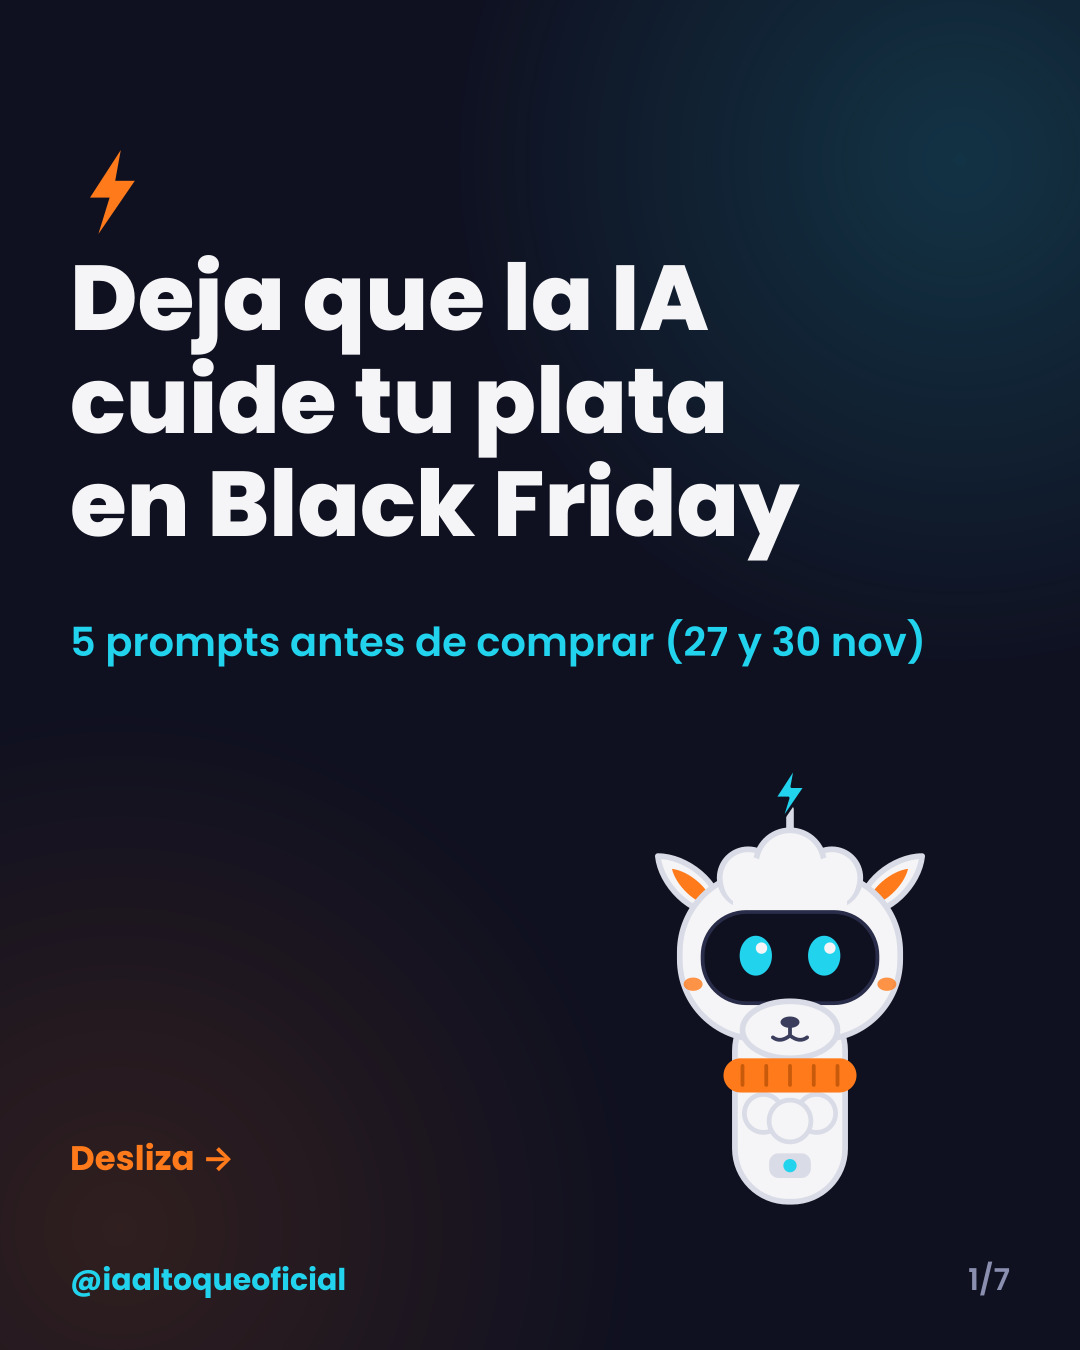 Deja que la IA
cuide tu plata
en Black Friday
5 prompts antes de comprar (27 y 30 nov)
Desliza →
@iaaltoqueoficial
1/7